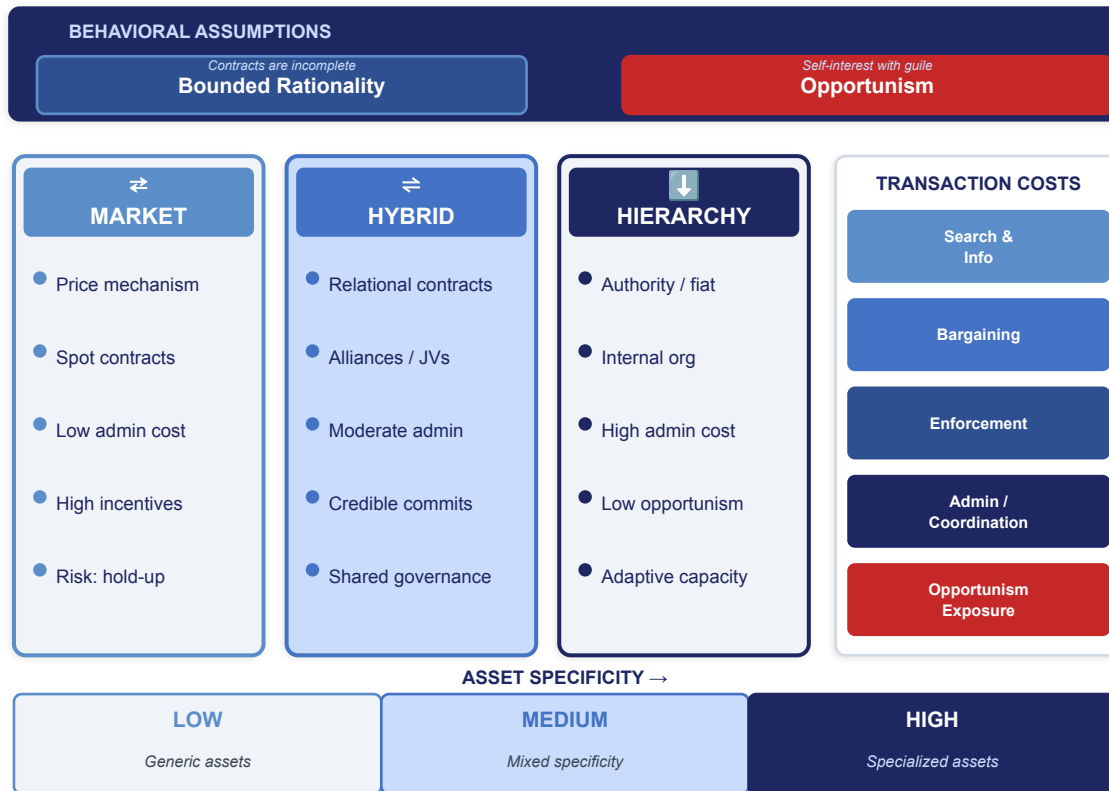 BEHAVIORAL ASSUMPTIONS
Contracts are incomplete
Bounded Rationality
Self-interest with guile
Opportunism
⇄
MARKET
Price mechanism
Spot contracts
Low admin cost
High incentives
Risk: hold-up
⇌
HYBRID
Relational contracts
Alliances / JVs
Moderate admin
Credible commits
Shared governance
⬇️
HIERARCHY
Authority / fiat
Internal org
High admin cost
Low opportunism
Adaptive capacity
TRANSACTION COSTS
Search &
Info
Bargaining
Enforcement
Admin /
Coordination
Opportunism
Exposure
ASSET SPECIFICITY →
LOW
Generic assets
MEDIUM
Mixed specificity
HIGH
Specialized assets